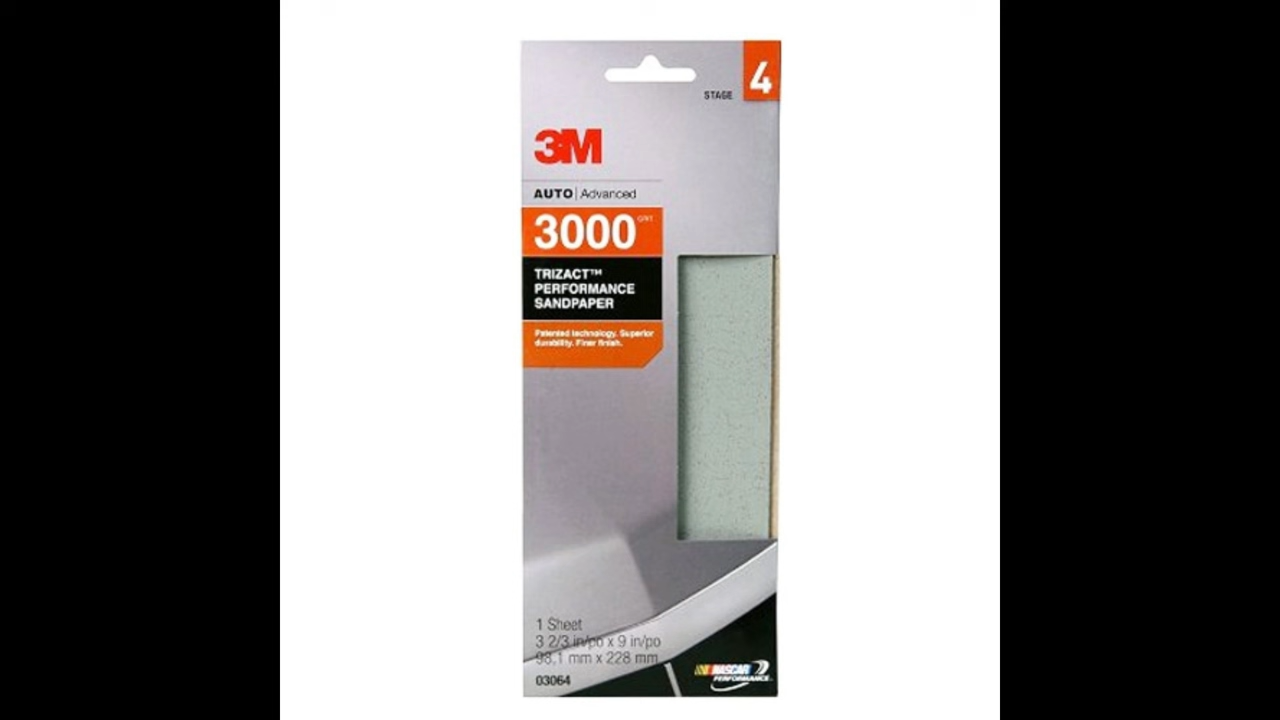 4
STAGE
3M
AUTO | Advanced
3000 GRIT
TRIZACT™
PERFORMANCE
SANDPAPER
Patented technology. Superior
durability. Finer finish.
1 Sheet
3 2/3 in/po x 9 in/po
98,1 mm x 228 mm
03064
NASCAR
PERFORMANCE